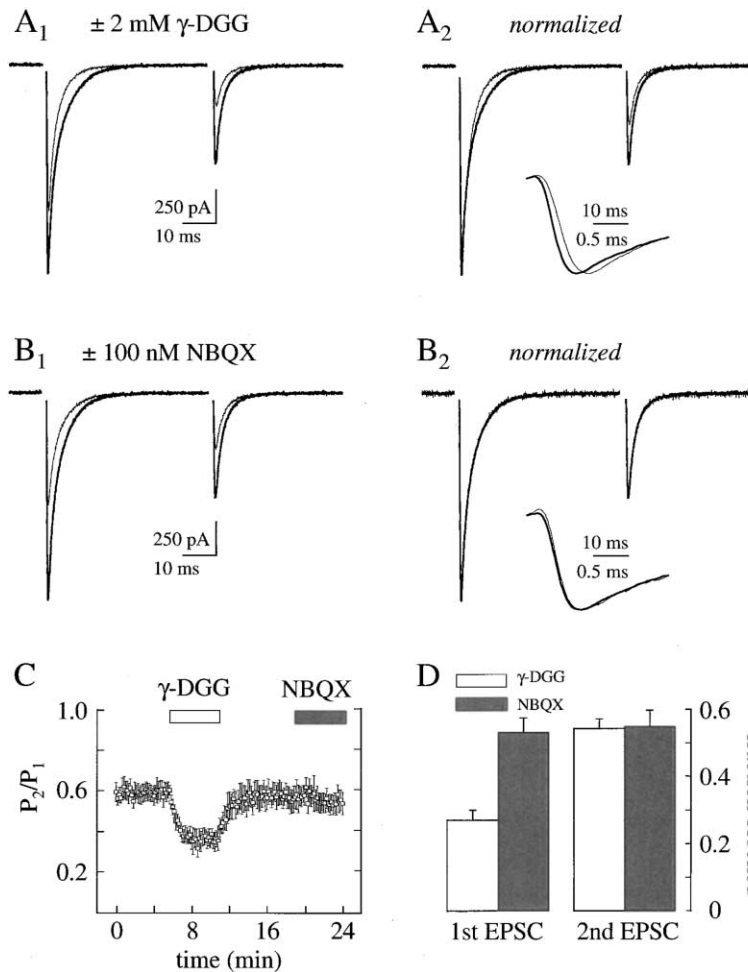 A1 ± 2 mM γ-DGG
A2 normalized
250 pA
10 ms
10 ms
0.5 ms
B1 ± 100 nM NBQX
B2 normalized
250 pA
10 ms
10 ms
0.5 ms
C
γ-DGG
NBQX
P2/P1
1.0
0.6
0.2
0
8
16
24
time (min)
D
γ-DGG
NBQX
0.6
0.4
0.2
0
1st EPSC
2nd EPSC